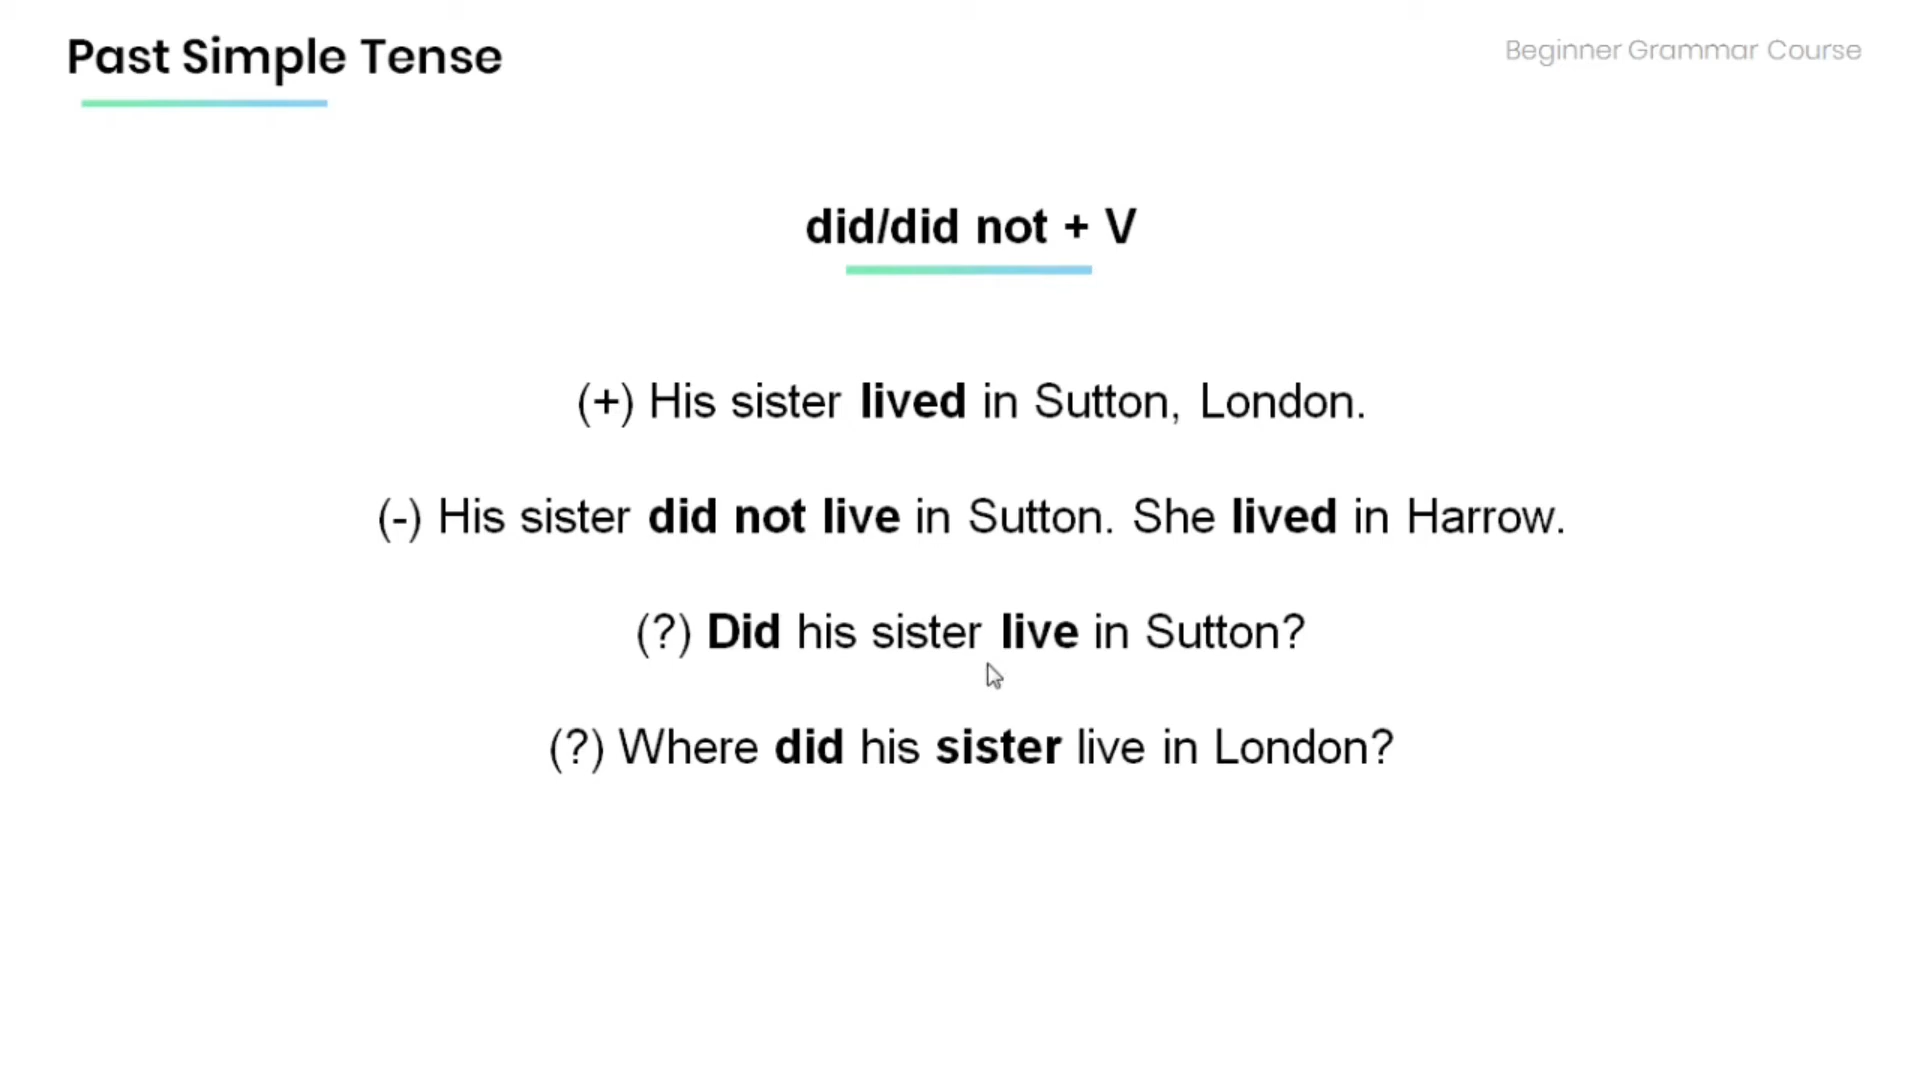 Past Simple Tense
Beginner Grammar Course
did/did not + V
(+) His sister lived in Sutton, London.
(-) His sister did not live in Sutton. She lived in Harrow.
(?) Did his sister live in Sutton?
(?) Where did his sister live in London?